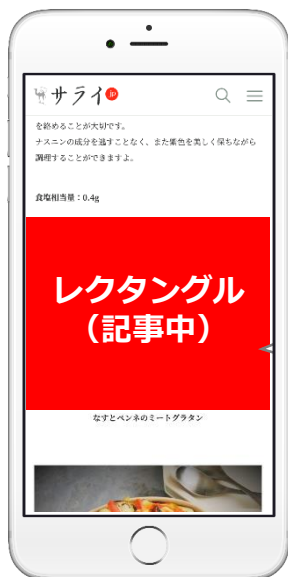 サライJP
を絡めることが大切です。
ナスニンの成分を逃すことなく、また紫色を美しく保ちながら
調理することができますよ。
食塩相当量：0.4g
レクタングル
（記事中）
なすとペンネのミートグラタン